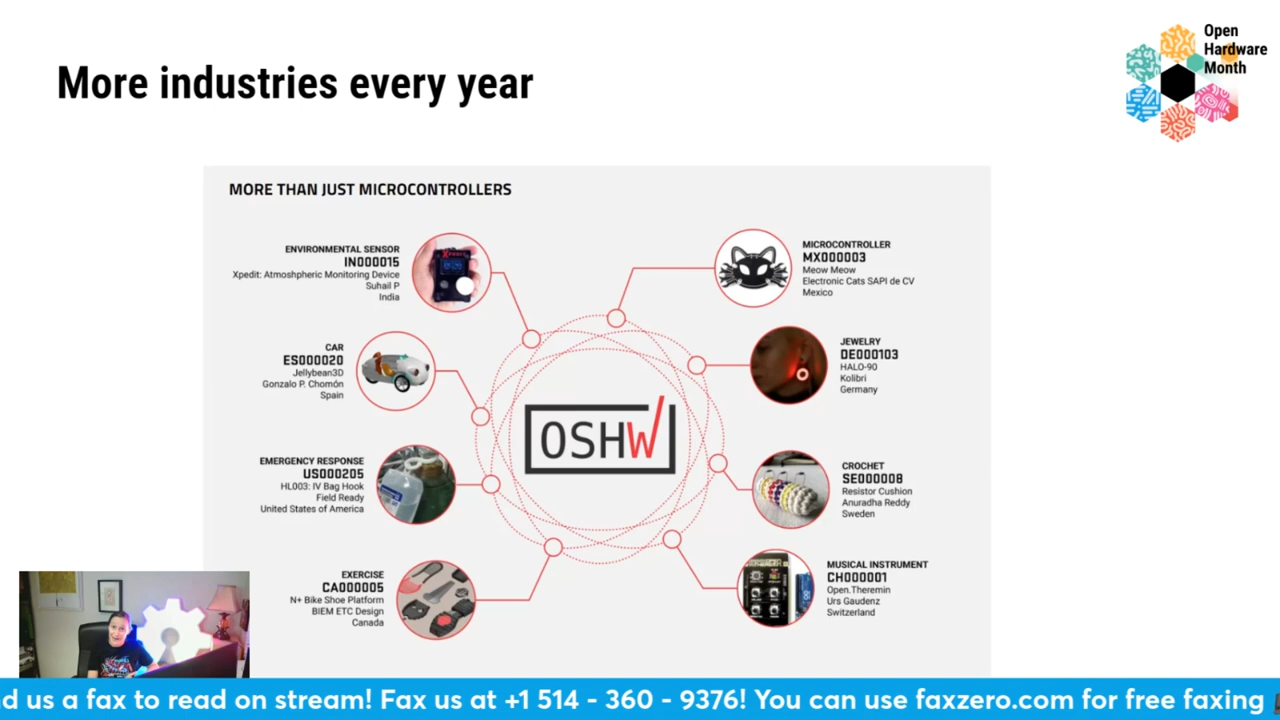 More industries every year
Open
Hardware
Month
MORE THAN JUST MICROCONTROLLERS
ENVIRONMENTAL SENSOR
IN000015
Xpedit: Atmoshpheric Monitoring Device
Suhail P
India
MICROCONTROLLER
MX000003
Meow Meow
Electronic Cats SAPI de CV
Mexico
CAR
ES000020
Jellybean3D
Gonzalo P. Chomón
Spain
JEWELRY
DE000103
HALO-90
Kolibri
Germany
OSHW
EMERGENCY RESPONSE
US000205
HL003: IV Bag Hook
Field Ready
United States of America
CROCHET
SE000008
Resistor Cushion
Anuradha Reddy
Sweden
EXERCISE
CA000005
N+ Bike Shoe Platform
BIEM ETC Design
Canada
MUSICAL INSTRUMENT
CH000001
Open.Theremin
Urs Gaudenz
Switzerland
d us a fax to read on stream! Fax us at +1 514 - 360 - 9376! You can use faxzero.com for free faxing